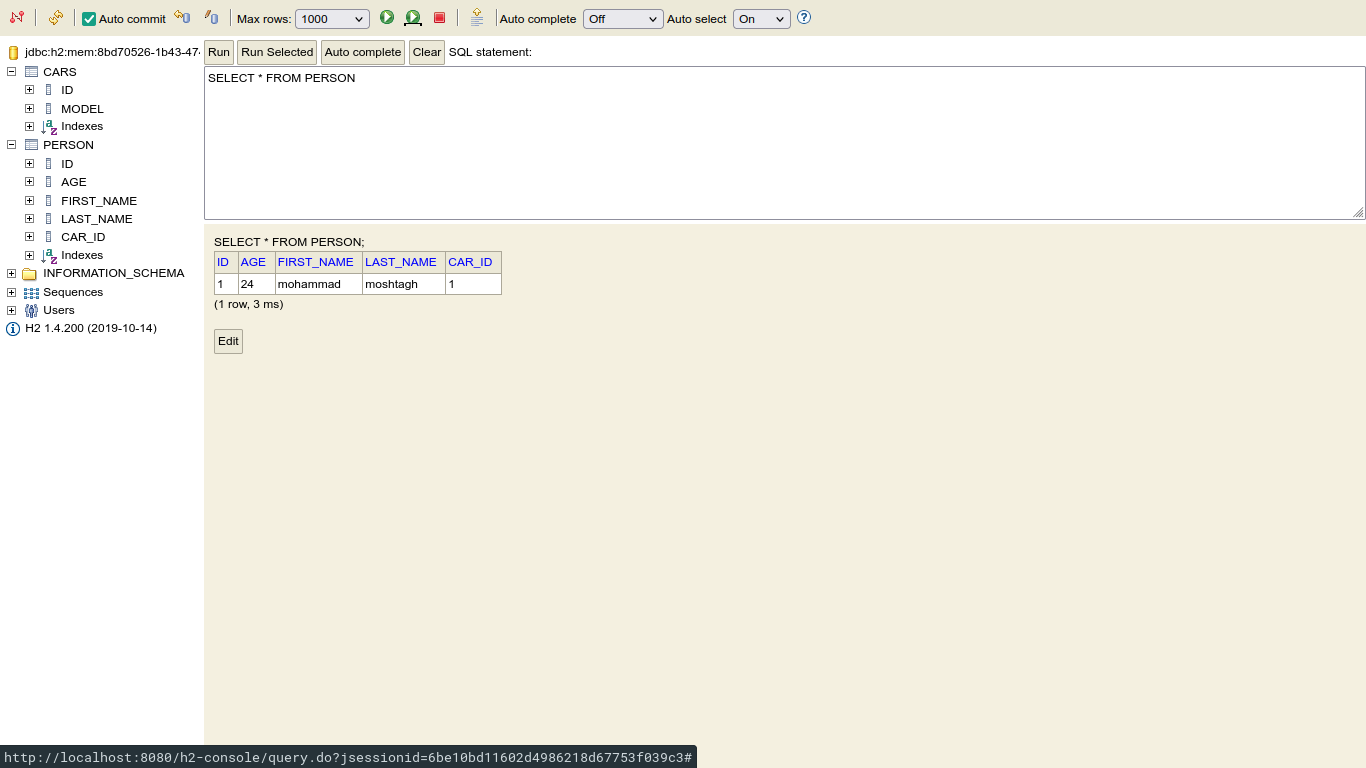 Auto commit Max rows: 1000 Auto complete Off Auto select On
jdbc:h2:mem:8bd70526-1b43-47
CARS
ID
MODEL
Indexes
PERSON
ID
AGE
FIRST_NAME
LAST_NAME
CAR_ID
Indexes
INFORMATION_SCHEMA
Sequences
Users
H2 1.4.200 (2019-10-14)
Run Run Selected Auto complete Clear SQL statement:
SELECT * FROM PERSON
SELECT * FROM PERSON;
ID AGE FIRST_NAME LAST_NAME CAR_ID
1 24 mohammad moshtagh 1
(1 row, 3 ms)
Edit
http://localhost:8080/h2-console/query.do?jsessionid=6be10bd11602d4986218d67753f039c3#